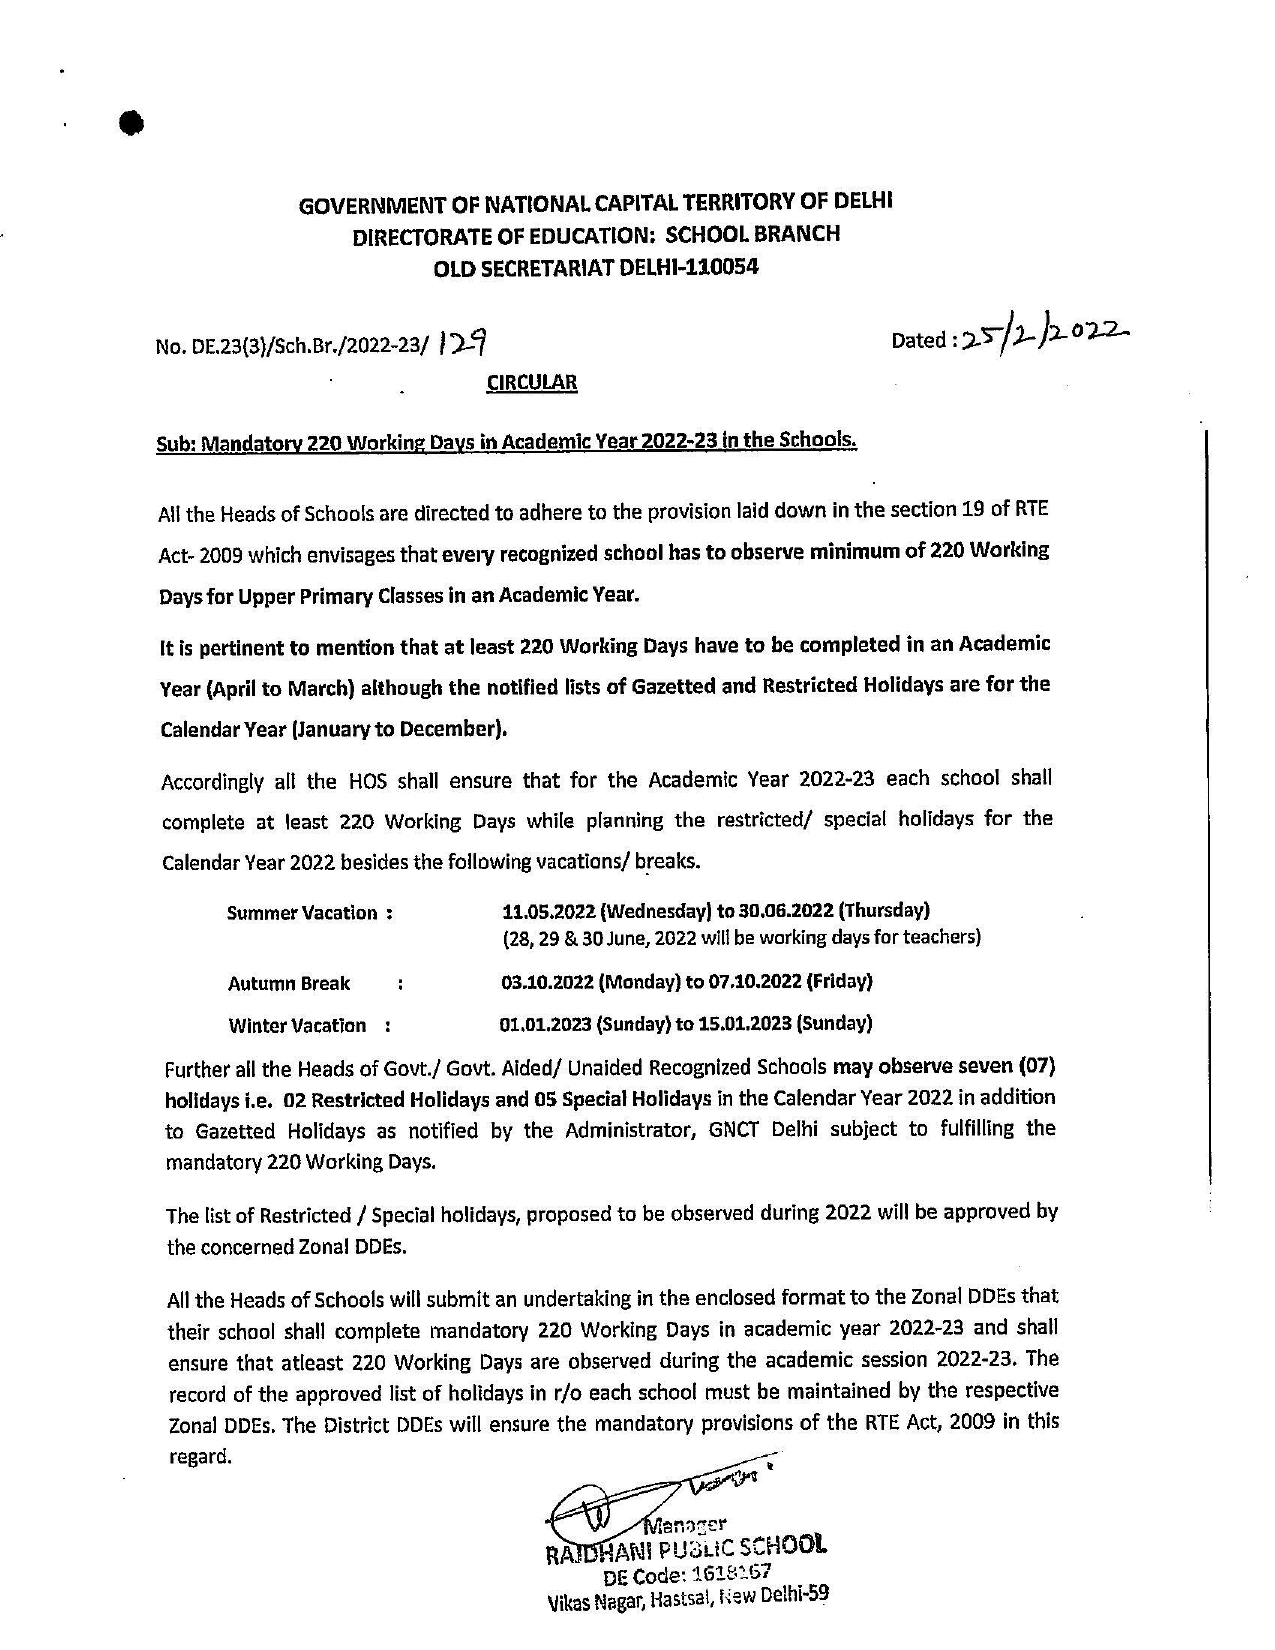 GOVERNMENT OF NATIONAL CAPITAL TERRITORY OF DELHI
DIRECTORATE OF EDUCATION: SCHOOL BRANCH
OLD SECRETARIAT DELHI-110054
No. DE.23(3)/Sch.Br./2022-23/ 129 Dated : 25/2/2022
CIRCULAR
Sub: Mandatory 220 Working Days in Academic Year 2022-23 in the Schools.
All the Heads of Schools are directed to adhere to the provision laid down in the section 19 of RTE
Act- 2009 which envisages that every recognized school has to observe minimum of 220 Working
Days for Upper Primary Classes in an Academic Year.
It is pertinent to mention that at least 220 Working Days have to be completed in an Academic
Year (April to March) although the notified lists of Gazetted and Restricted Holidays are for the
Calendar Year (January to December).
Accordingly all the HOS shall ensure that for the Academic Year 2022-23 each school shall
complete at least 220 Working Days while planning the restricted/ special holidays for the
Calendar Year 2022 besides the following vacations/ breaks.
Summer Vacation : 11.05.2022 (Wednesday) to 30.06.2022 (Thursday)
(28, 29 & 30 June, 2022 will be working days for teachers)
Autumn Break : 03.10.2022 (Monday) to 07.10.2022 (Friday)
Winter Vacation : 01.01.2023 (Sunday) to 15.01.2023 (Sunday)
Further all the Heads of Govt./ Govt. Aided/ Unaided Recognized Schools may observe seven (07)
holidays i.e. 02 Restricted Holidays and 05 Special Holidays in the Calendar Year 2022 in addition
to Gazetted Holidays as notified by the Administrator, GNCT Delhi subject to fulfilling the
mandatory 220 Working Days.
The list of Restricted / Special holidays, proposed to be observed during 2022 will be approved by
the concerned Zonal DDEs.
All the Heads of Schools will submit an undertaking in the enclosed format to the Zonal DDEs that
their school shall complete mandatory 220 Working Days in academic year 2022-23 and shall
ensure that atleast 220 Working Days are observed during the academic session 2022-23. The
record of the approved list of holidays in r/o each school must be maintained by the respective
Zonal DDEs. The District DDEs will ensure the mandatory provisions of the RTE Act, 2009 in this
regard.
Manager
RAJDHANI PUBLIC SCHOOL
DE Code: 1618267
Vikas Nagar, Hastsal, New Delhi-59